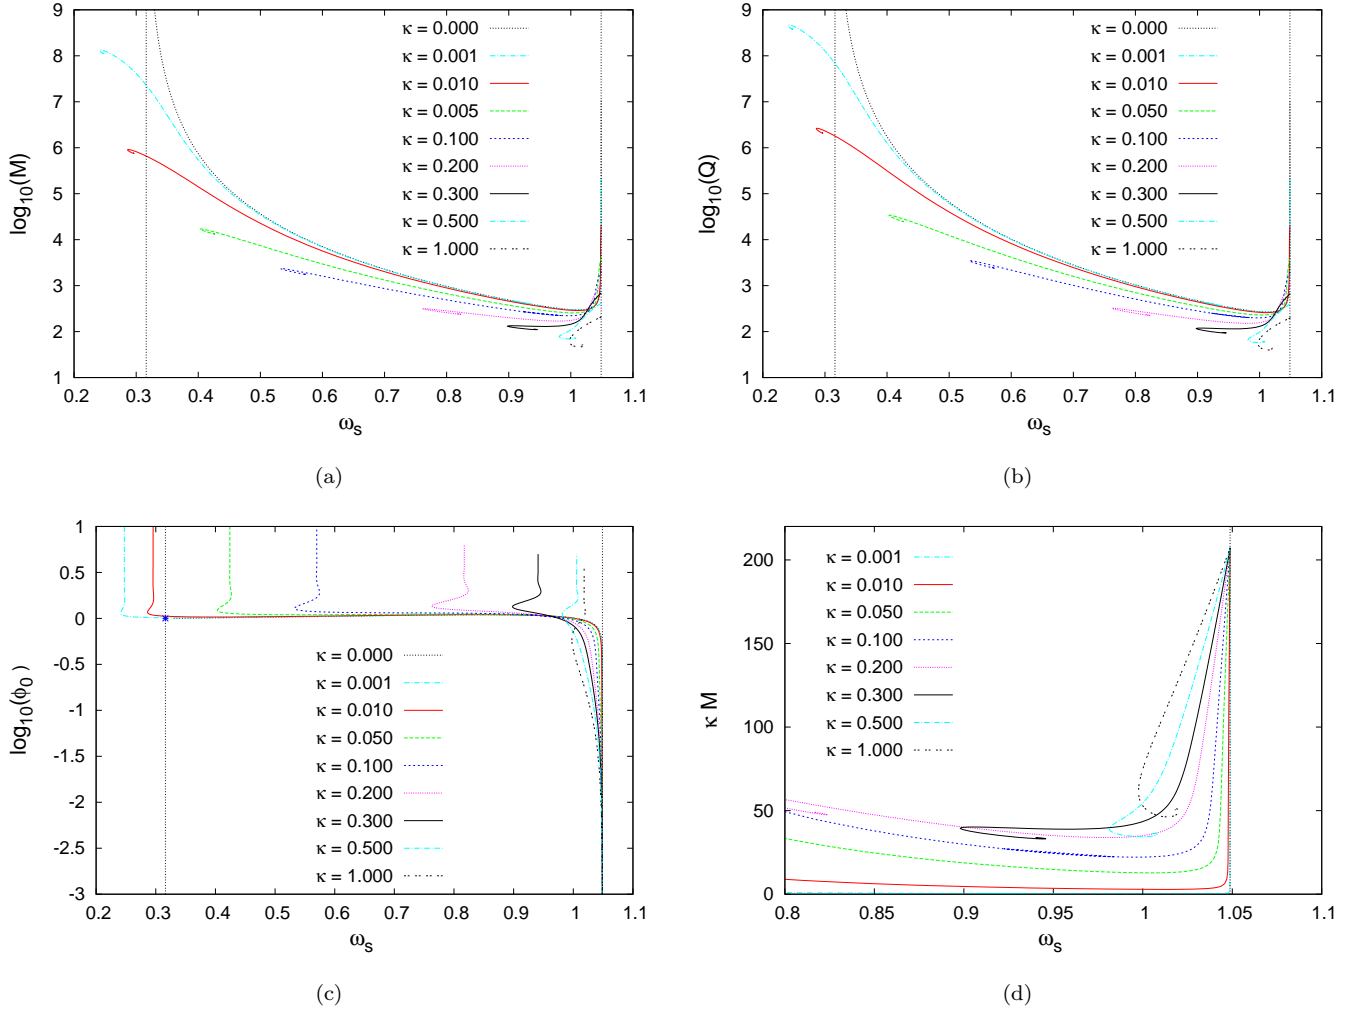 9
8
7
6
5
4
3
2
1
log10(M)
κ = 0.000
κ = 0.001
κ = 0.010
κ = 0.005
κ = 0.100
κ = 0.200
κ = 0.300
κ = 0.500
κ = 1.000
0.2 0.3 0.4 0.5 0.6 0.7 0.8 0.9 1 1.1
ωs
(a)
9
8
7
6
5
4
3
2
1
log10(Q)
κ = 0.000
κ = 0.001
κ = 0.010
κ = 0.050
κ = 0.100
κ = 0.200
κ = 0.300
κ = 0.500
κ = 1.000
0.2 0.3 0.4 0.5 0.6 0.7 0.8 0.9 1 1.1
ωs
(b)
1
0.5
0
-0.5
-1
-1.5
-2
-2.5
-3
log10(ϕ0)
κ = 0.000
κ = 0.001
κ = 0.010
κ = 0.050
κ = 0.100
κ = 0.200
κ = 0.300
κ = 0.500
κ = 1.000
0.2 0.3 0.4 0.5 0.6 0.7 0.8 0.9 1 1.1
ωs
(c)
200
150
100
50
0
κ M
κ = 0.001
κ = 0.010
κ = 0.050
κ = 0.100
κ = 0.200
κ = 0.300
κ = 0.500
κ = 1.000
0.8 0.85 0.9 0.95 1 1.05 1.1
ωs
(d)